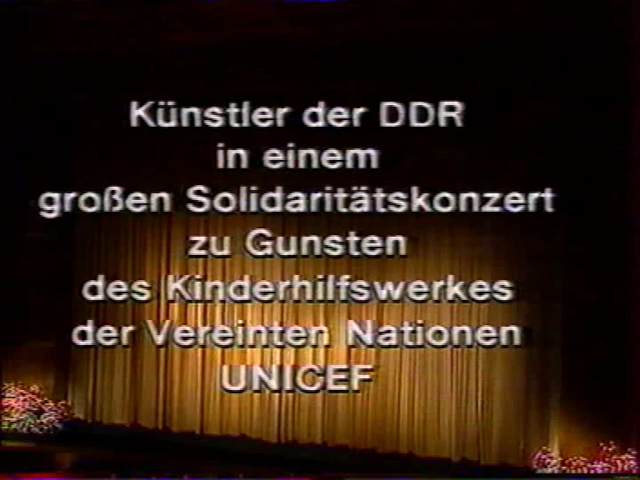 Künstler der DDR
in einem
großen Solidaritätskonzert
zu Gunsten
des Kinderhilfswerkes
der Vereinten Nationen
UNICEF